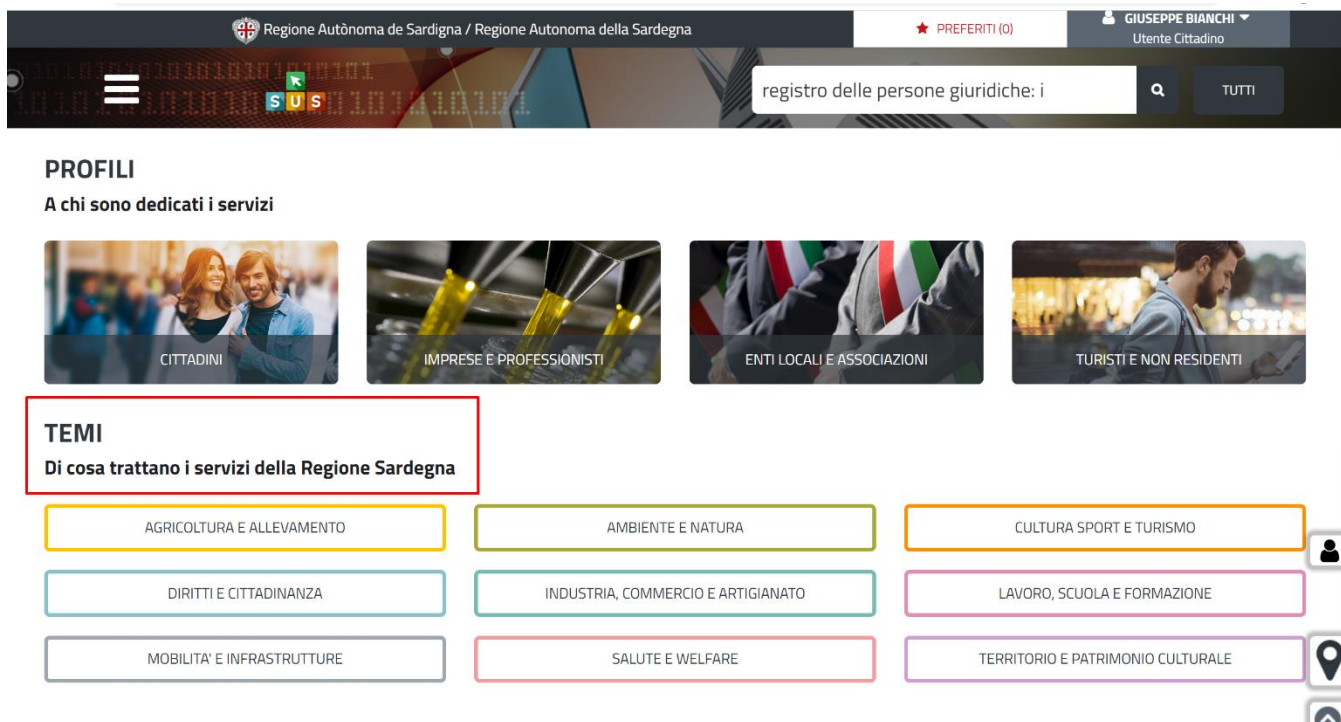 Regione Autònoma de Sardigna / Regione Autonoma della Sardegna
PREFERITI (0)
GIUSEPPE BIANCHI
Utente Cittadino
SUS
registro delle persone giuridiche: i
TUTTI
PROFILI
A chi sono dedicati i servizi
CITTADINI
IMPRESE E PROFESSIONISTI
ENTI LOCALI E ASSOCIAZIONI
TURISTI E NON RESIDENTI
TEMI
Di cosa trattano i servizi della Regione Sardegna
AGRICOLTURA E ALLEVAMENTO
AMBIENTE E NATURA
CULTURA SPORT E TURISMO
DIRITTI E CITTADINANZA
INDUSTRIA, COMMERCIO E ARTIGIANATO
LAVORO, SCUOLA E FORMAZIONE
MOBILITA' E INFRASTRUTTURE
SALUTE E WELFARE
TERRITORIO E PATRIMONIO CULTURALE